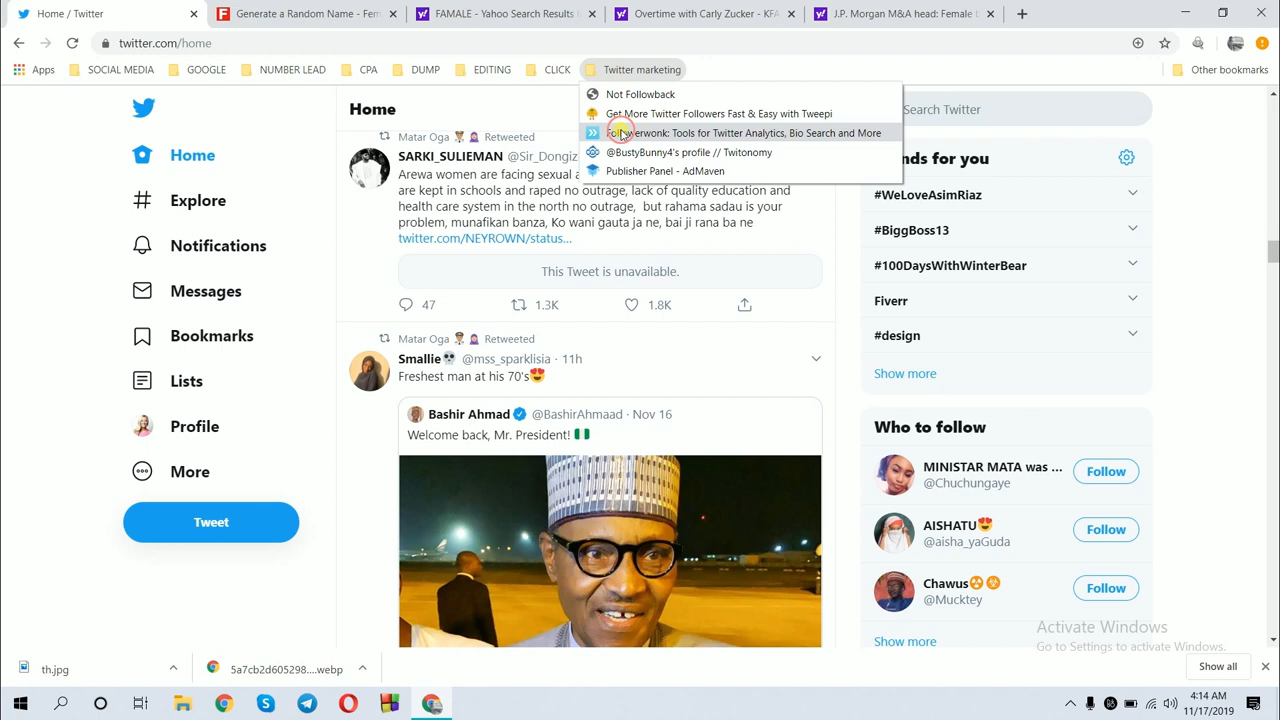 Home / Twitter
Generate a Random Name - Fem
FAMALE - Yahoo Search Results
Overtime with Carly Zucker - KFA
J.P. Morgan M&A head: Female b
twitter.com/home
Apps
SOCIAL MEDIA
GOOGLE
NUMBER LEAD
CPA
DUMP
EDITING
CLICK
Twitter marketing
Other bookmarks
Not Followback
Get More Twitter Followers Fast & Easy with Tweepi
Followerwonk: Tools for Twitter Analytics, Bio Search and More
@BustyBunny4's profile // Twitonomy
Publisher Panel - AdMaven
Home
Explore
Notifications
Messages
Bookmarks
Lists
Profile
More
Tweet
Home
Matar Oga Retweeted
SARKI_SULIEMAN @Sir_Dongiz
Arewa women are facing sexual a
are kept in schools and raped no outrage, lack of quality education and
health care system in the north no outrage, but rahama sadau is your
problem, munafikan banza, Ko wani gauta ja ne, bai ji rana ba ne
twitter.com/NEYROWN/status...
This Tweet is unavailable.
47 1.3K 1.8K
Matar Oga Retweeted
Smallie💀 @mss_sparklisia · 11h
Freshest man at his 70's😍
Bashir Ahmad @BashirAhmaad · Nov 16
Welcome back, Mr. President! 🇳🇬
Search Twitter
nds for you
#WeLoveAsimRiaz
#BiggBoss13
#100DaysWithWinterBear
Fiverr
#design
Show more
Who to follow
MINISTAR MATA was ...
@Chuchungaye
Follow
AISHATU😍
@aisha_yaGuda
Follow
Chawus☢☣
@Mucktey
Follow
Show more
Activate Windows
Go to Settings to activate Windows.
th.jpg
5a7cb2d605298....webp
Show all
4:14 AM
11/17/2019